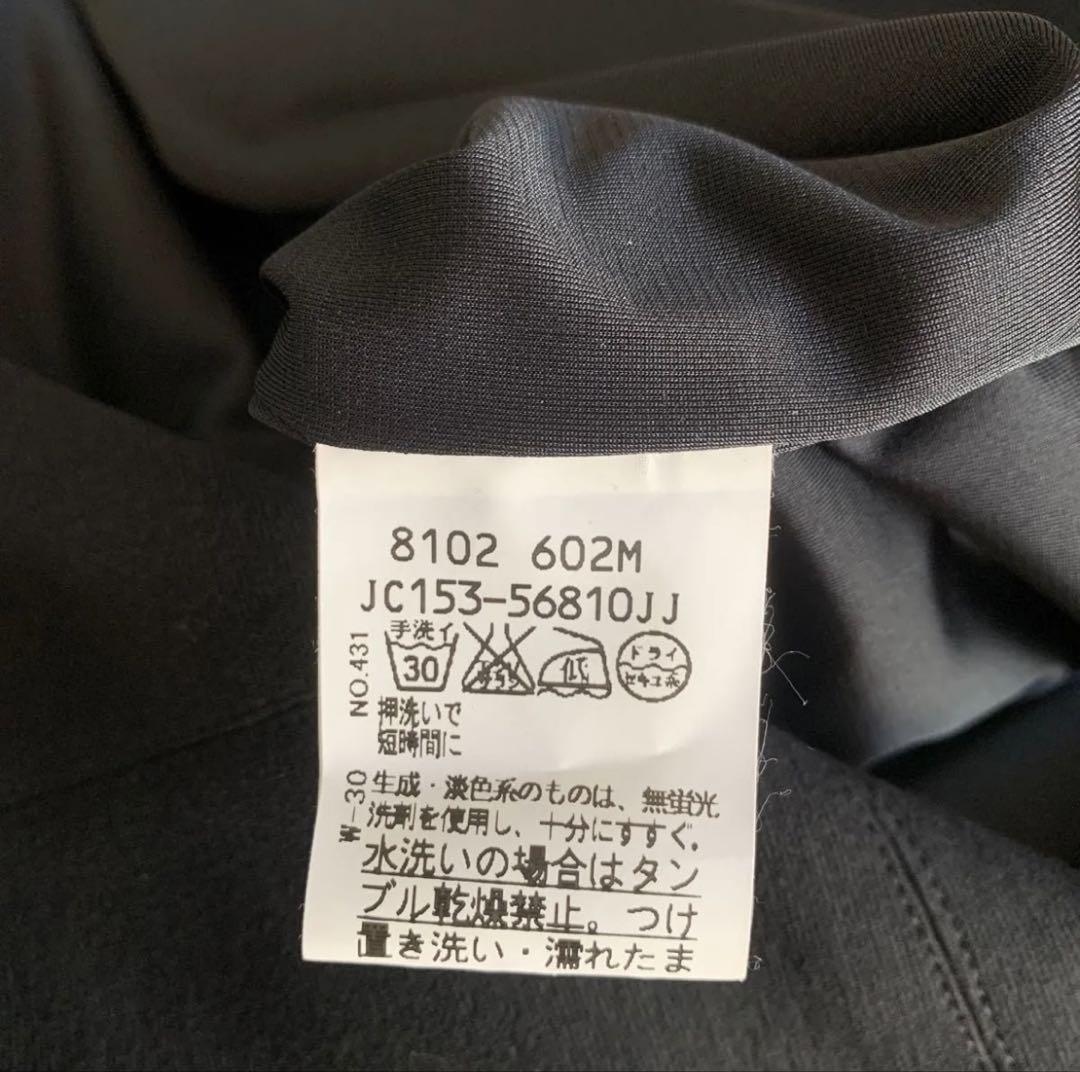 8102 602M
JC153-56810JJ
手洗イ
30
低
ドライ
セキユ系
NO.431
押洗いで
短時間に
W-30
生成・淡色系のものは、無蛍光
洗剤を使用し、十分にすすぐ。
水洗いの場合はタン
ブル乾燥禁止。つけ
置き洗い・濡れたま